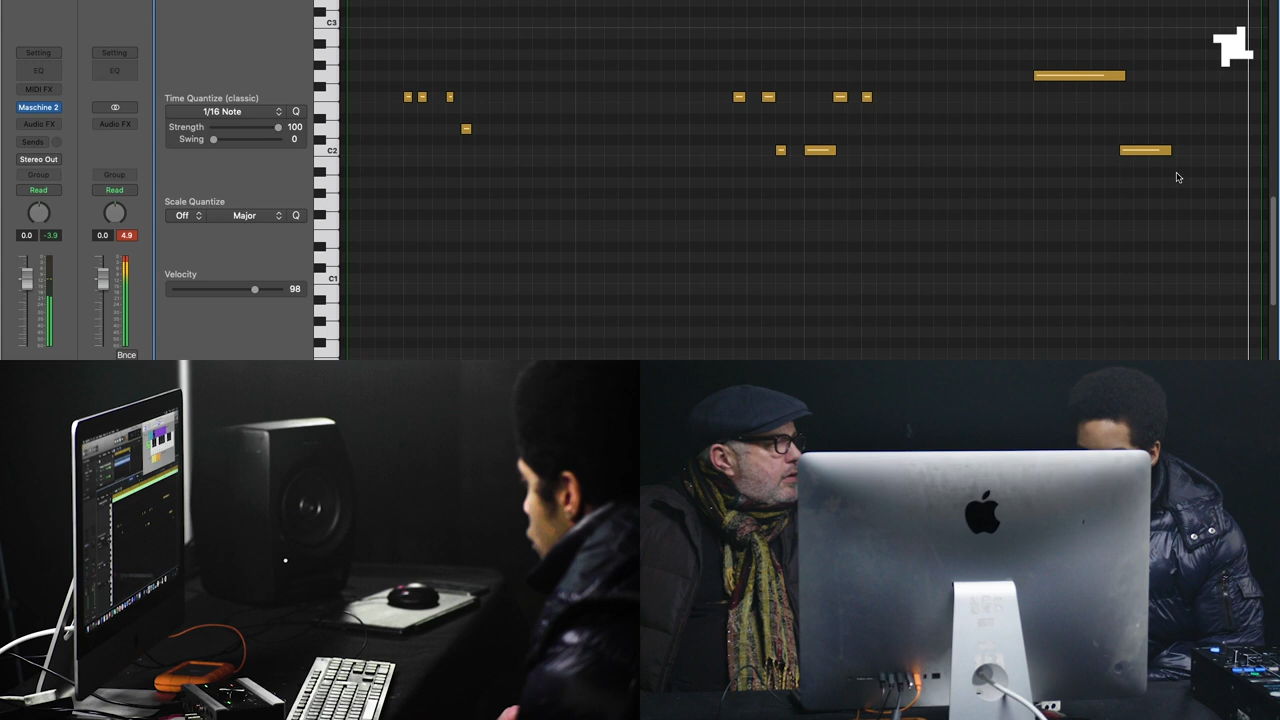 Setting
Setting
EQ
EQ
MIDI FX
Maschine 2
Audio FX
Audio FX
Sends
Stereo Out
Group
Group
Read
Read
0.0 -3.9
0.0 4.9
Bnce
Time Quantize (classic)
1/16 Note Q
Strength 100
Swing 0
Scale Quantize
Off Major Q
Velocity 98
C3
C2
C1